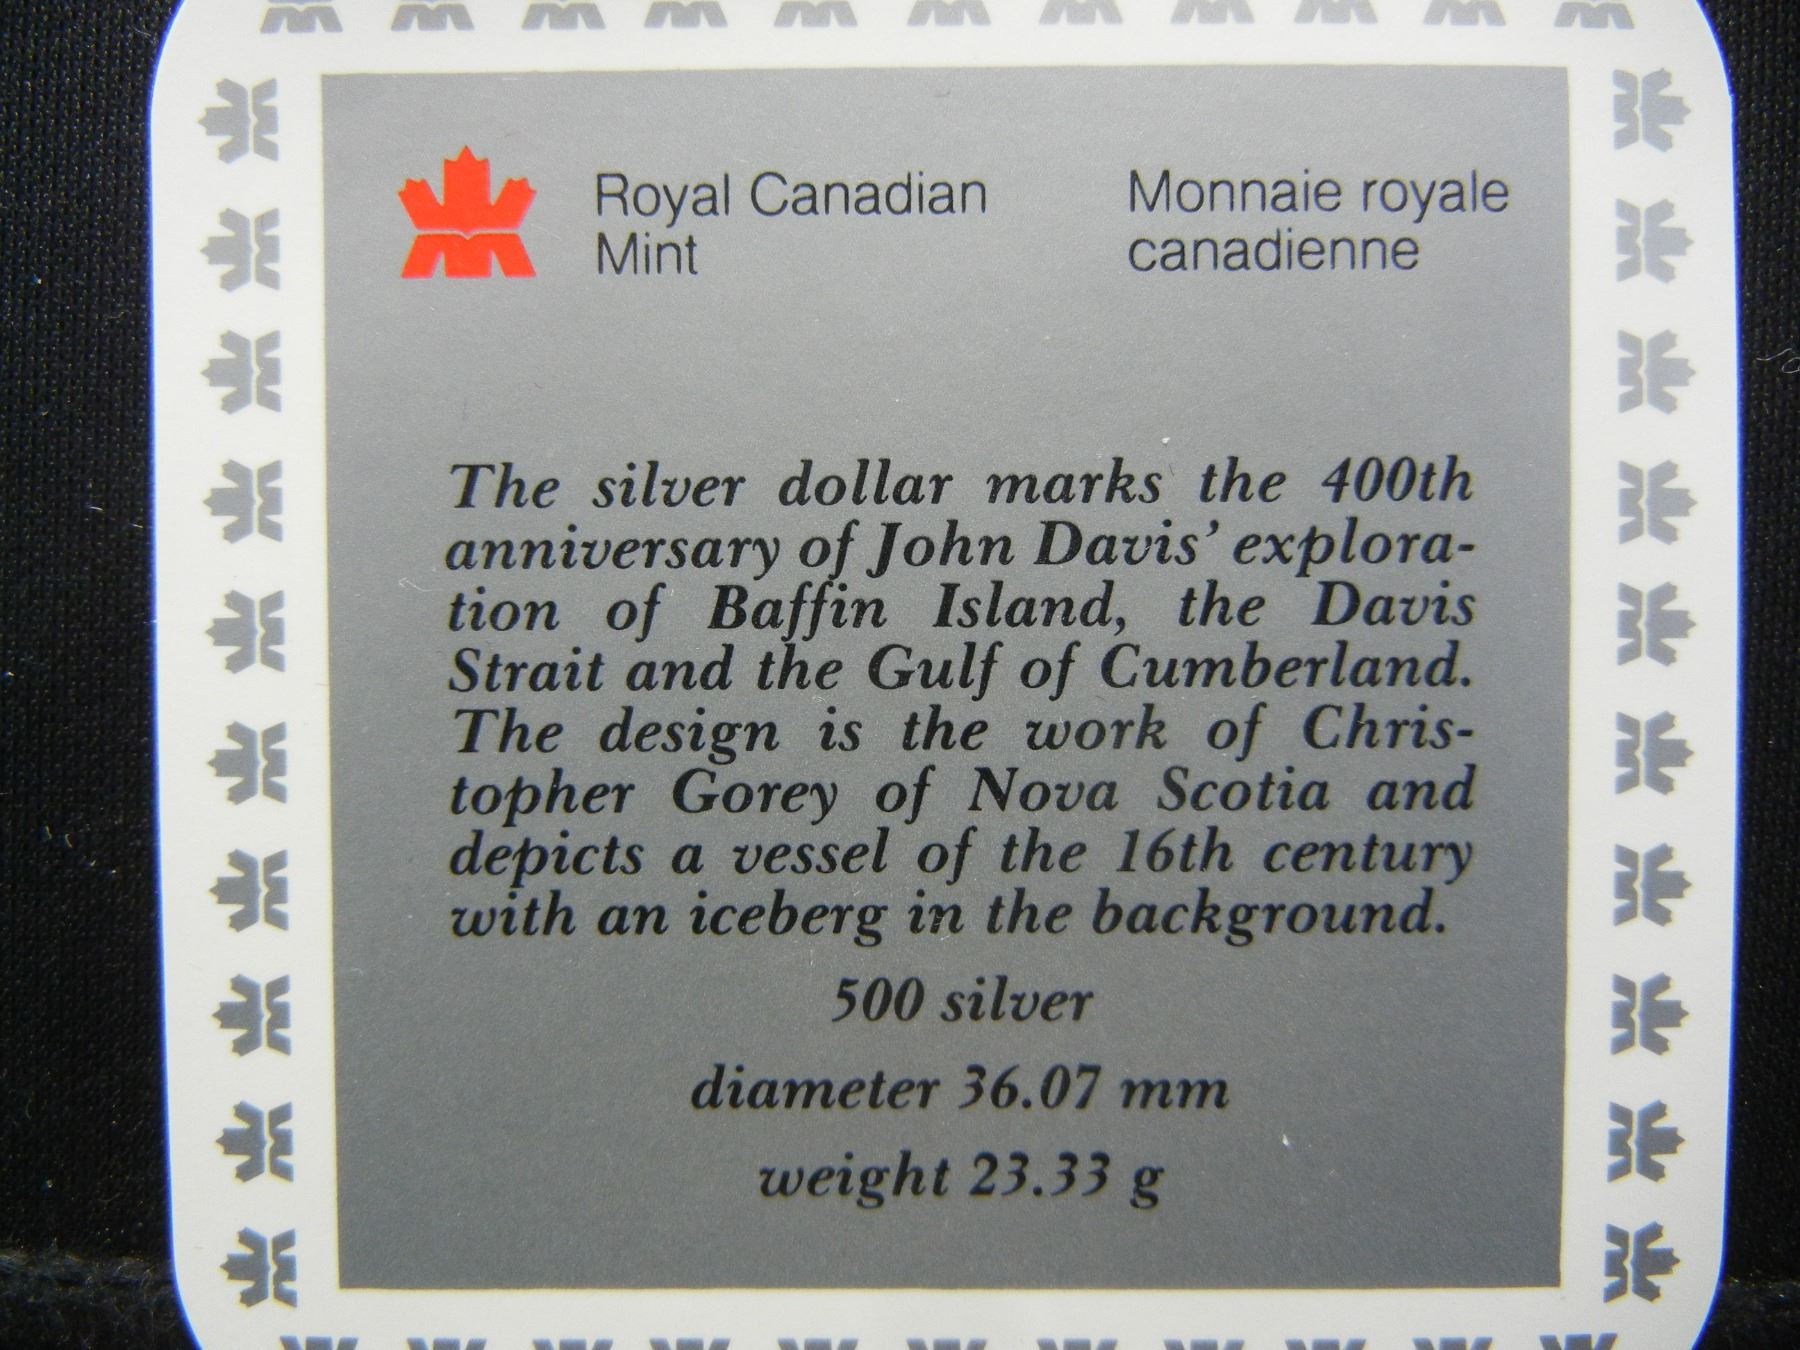 Royal Canadian
Mint
Monnaie royale
canadienne
The silver dollar marks the 400th
anniversary of John Davis' explora-
tion of Baffin Island, the Davis
Strait and the Gulf of Cumberland.
The design is the work of Chris-
topher Gorey of Nova Scotia and
depicts a vessel of the 16th century
with an iceberg in the background.
500 silver
diameter 36.07 mm
weight 23.33 g